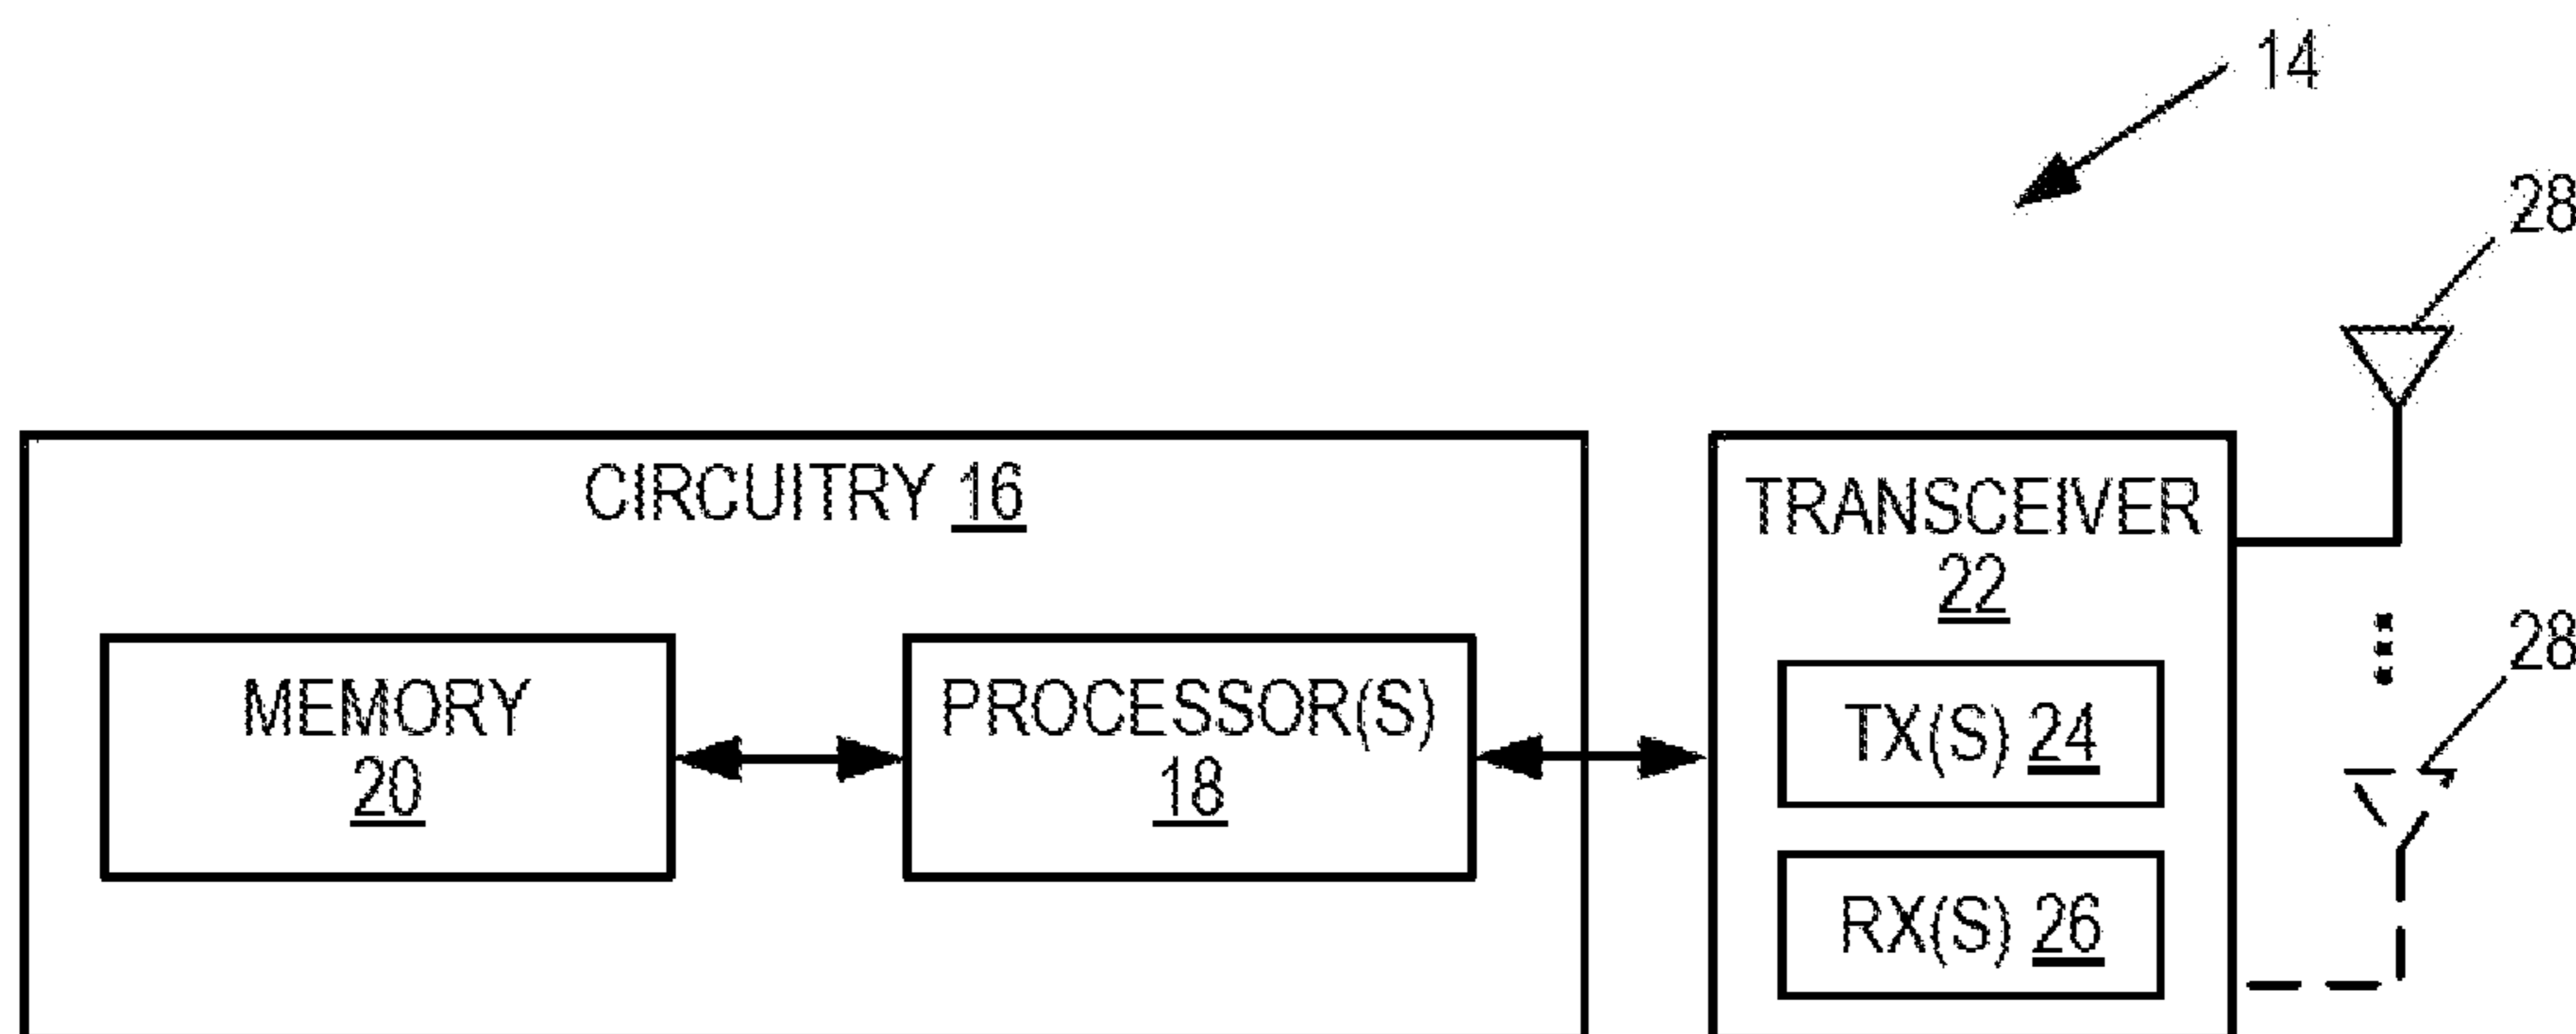 14
28
CIRCUITRY 16
TRANSCEIVER
22
MEMORY
20
PROCESSOR(S)
18
TX(S) 24
28
RX(S) 26